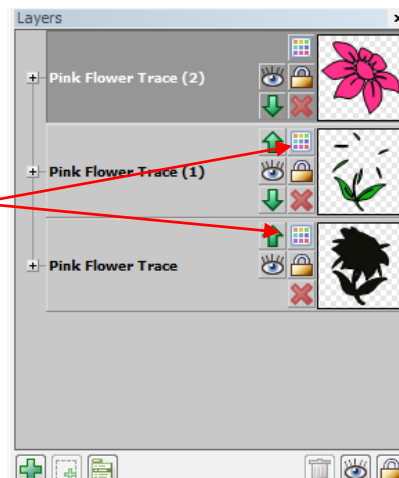 Layers
Pink Flower Trace (2)
Pink Flower Trace (1)
Pink Flower Trace